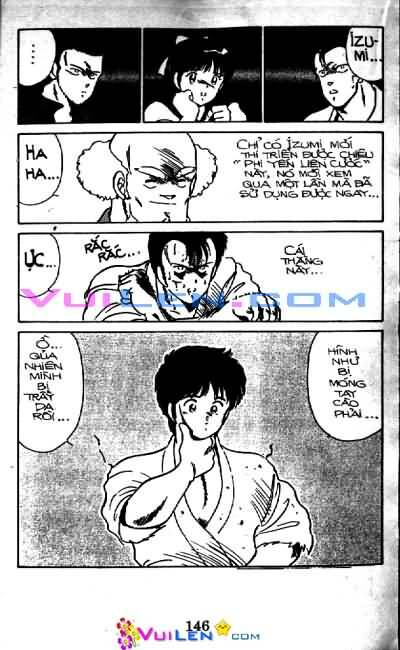 ...
IZU-
MI...
HA
HA...
CHỈ CÓ IZUMI MỚI
THI TRIỂN ĐƯỢC CHIÊU
"PHI YẾN LIÊN CƯỚC"
NÀY, NÓ MỚI XEM
QUA MỘT LẦN MÀ ĐÃ
SỬ DỤNG ĐƯỢC NGAY...
ỰC..
RẮC
RẮC...
CÁI
THẰNG
NÀY...
VUILEN.COM
Ồ...
QUẢ
NHIÊN
MÌNH
BỊ
TRẦY
DA
RỒI...
HÌNH
NHƯ
BỊ
MÓNG
TAY
CÀO
PHẢI...
146
VUILEN.COM